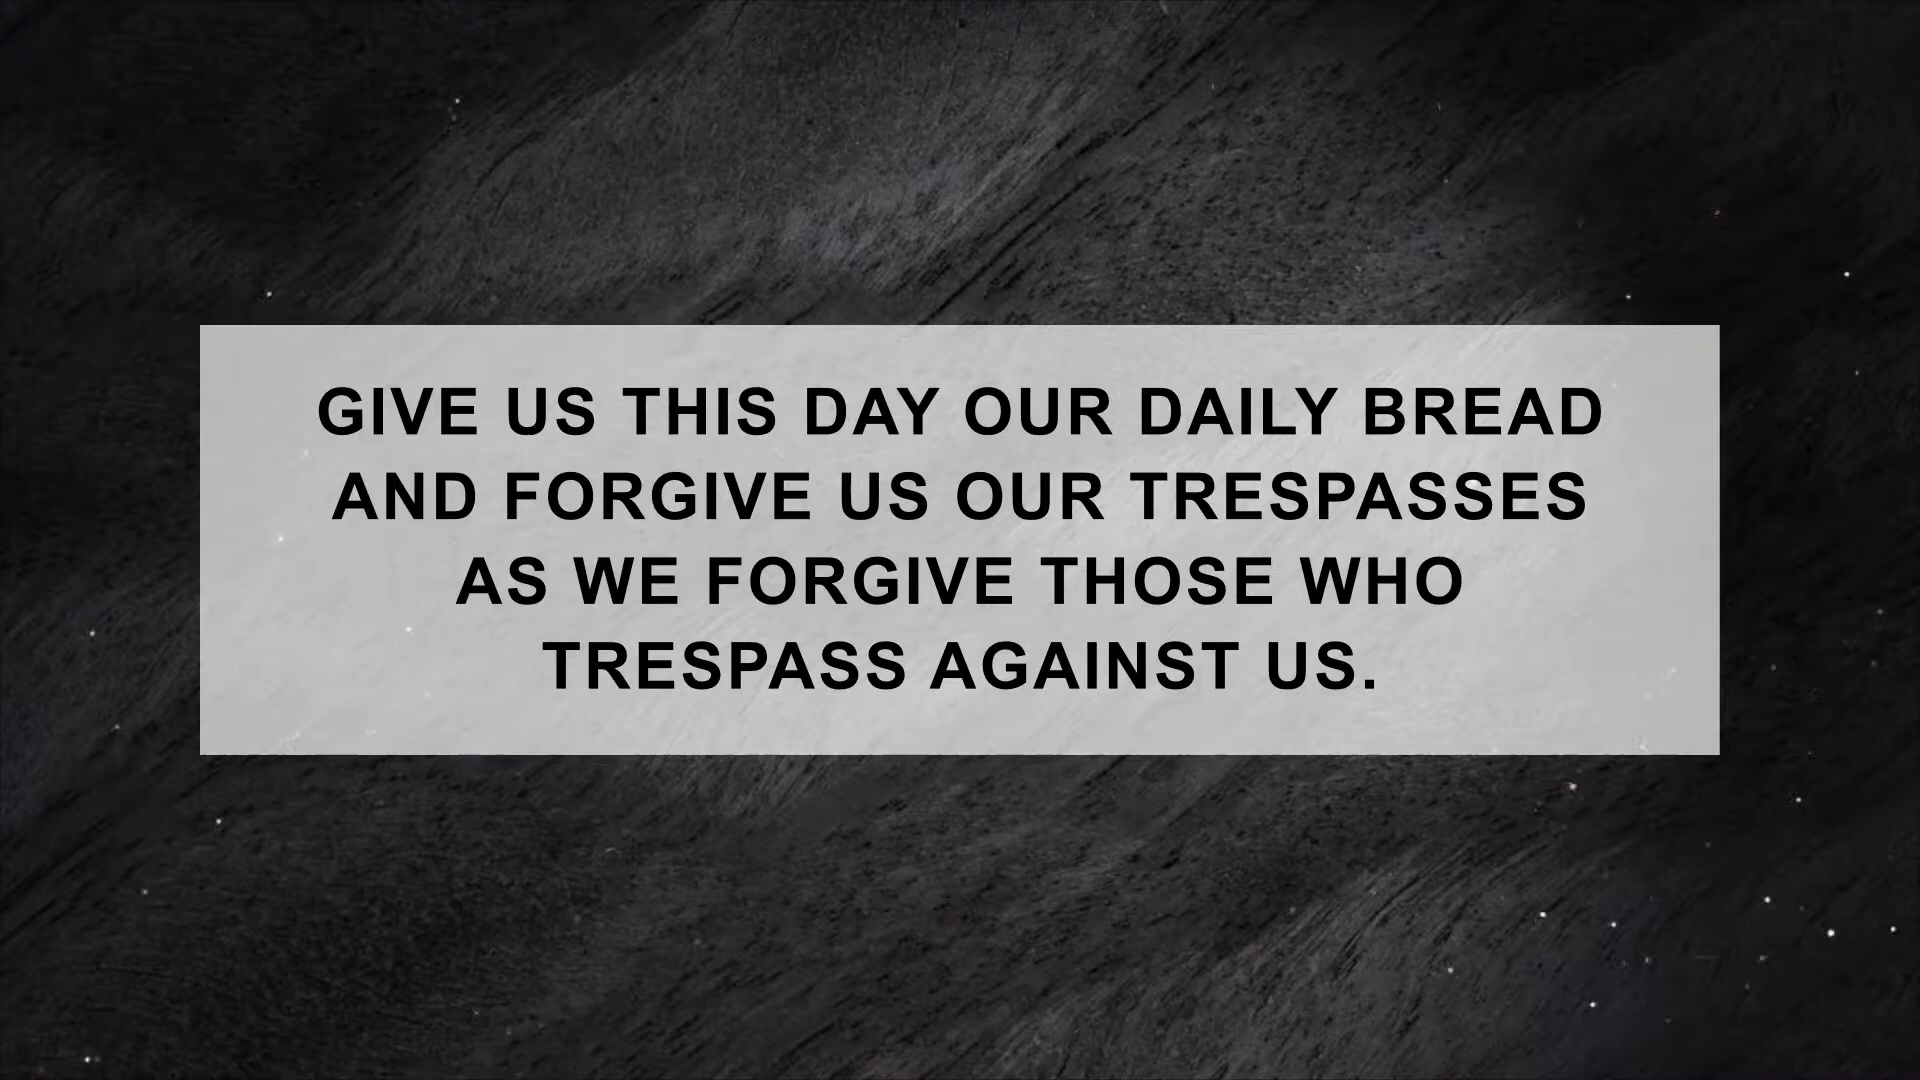 GIVE US THIS DAY OUR DAILY BREAD
AND FORGIVE US OUR TRESPASSES
AS WE FORGIVE THOSE WHO
TRESPASS AGAINST US.